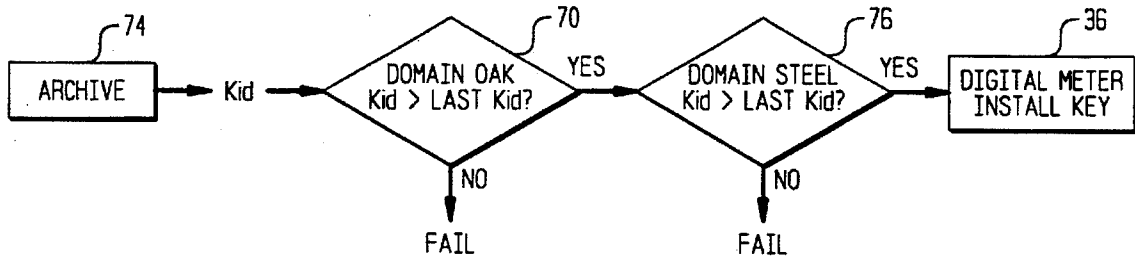 74
ARCHIVE
Kid
70
DOMAIN OAK
Kid > LAST Kid?
YES
NO
FAIL
76
DOMAIN STEEL
Kid > LAST Kid?
YES
NO
FAIL
36
DIGITAL METER
INSTALL KEY